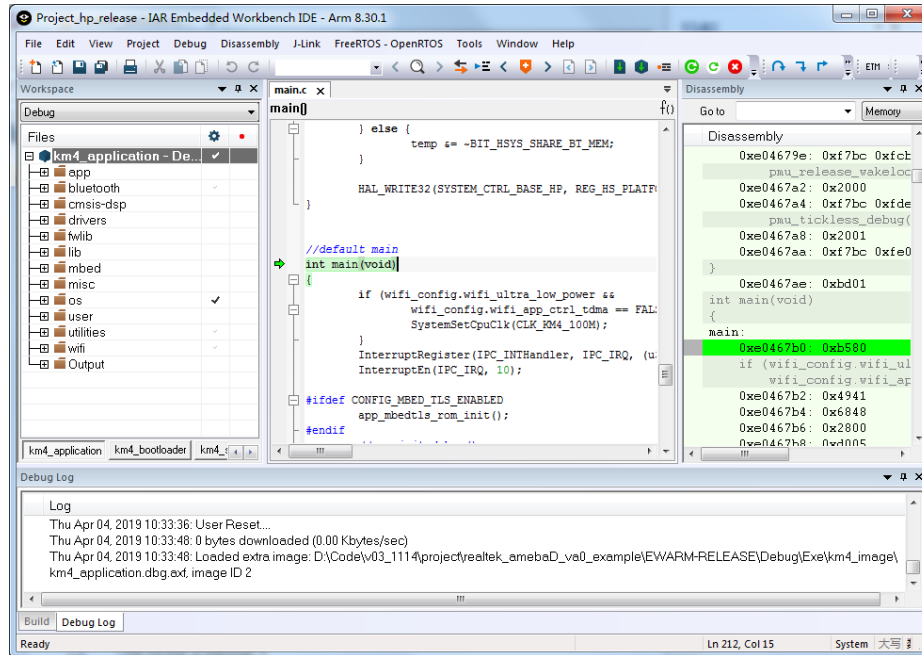 Project_hp_release - IAR Embedded Workbench IDE - Arm 8.30.1
File Edit View Project Debug Disassembly J-Link FreeRTOS - OpenRTOS Tools Window Help
ETM
Workspace
Debug
Files
km4_application - De...
app
bluetooth
cmsis-dsp
drivers
fwlib
lib
mbed
misc
os
user
utilities
wifi
Output
km4_application km4_bootloader
main.c
main()
f()
} else {
temp &= ~BIT_HSYS_SHARE_BT_MEM;
}
HAL_WRITE32(SYSTEM_CTRL_BASE_HP, REG_HS_PLATF
}
//default main
int main(void)
{
if (wifi_config.wifi_ultra_low_power &&
wifi_config.wifi_app_ctrl_tdma == FAL
SystemSetCpuClk(CLK_KM4_100M);
}
InterruptRegister(IPC_INTHandler, IPC_IRQ, (u
InterruptEn(IPC_IRQ, 10);
#ifdef CONFIG_MBED_TLS_ENABLED
app_mbedtls_rom_init();
#endif
Disassembly
Go to Memory
Disassembly
0xe04679e: 0xf7bc 0xfcb
pmu_release_wakeloc
0xe0467a2: 0x2000
0xe0467a4: 0xf7bc 0xfde
pmu_tickless_debug(
0xe0467a8: 0x2001
0xe0467aa: 0xf7bc 0xfe0
}
0xe0467ae: 0xbd01
int main(void)
{
main:
0xe0467b0: 0xb580
if (wifi_config.wifi_ul
wifi_config.wifi_ap
0xe0467b2: 0x4941
0xe0467b4: 0x6848
0xe0467b6: 0x2800
0xe0467b8: 0xd005
Debug Log
Log
Thu Apr 04, 2019 10:33:36: User Reset....
Thu Apr 04, 2019 10:33:48: 0 bytes downloaded (0.00 Kbytes/sec)
Thu Apr 04, 2019 10:33:48: Loaded extra image: D:\Code\v03_1114\project\realtek_amebaD_va0_example\EWARM-RELEASE\Debug\Exe\km4_image\
km4_application.dbg.axf, image ID 2
Build Debug Log
Ready Ln 212, Col 15 System 大写